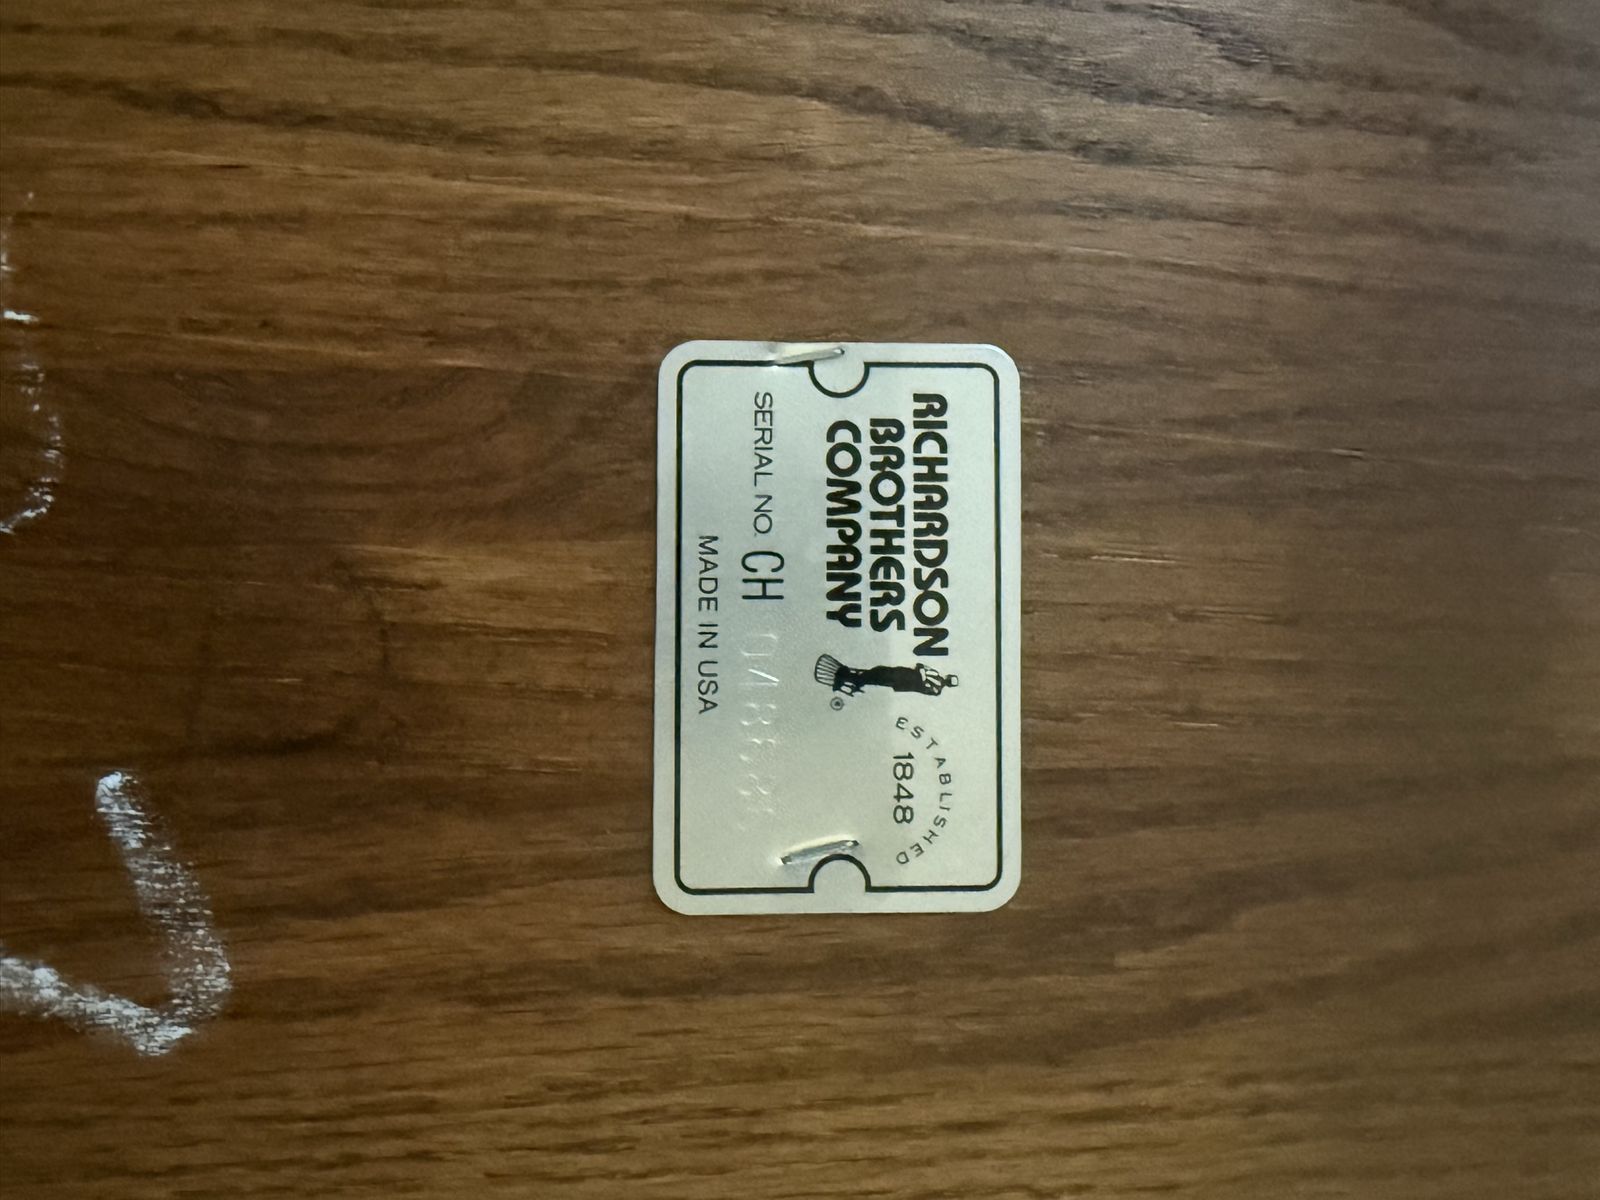 RICHARDSON
BROTHERS
COMPANY
®
ESTABLISHED
1848
SERIAL NO. CH
MADE IN USA